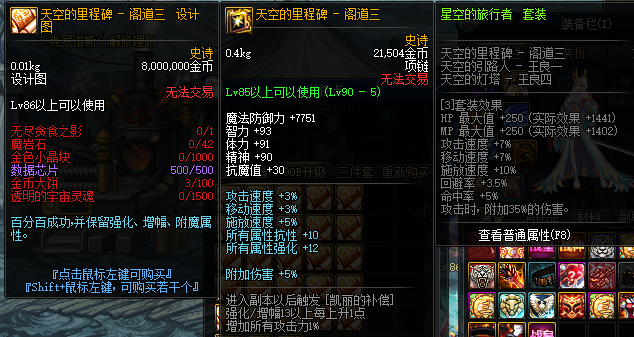 天空的里程碑 - 阁道三 设计图
史诗
0.01kg
8,000,000金币
设计图
无法交易
Lv86以上可以使用
无尽贪食之影 0/1
魔岩石 0/42
金色小晶块 0/1000
数据芯片 500/500
金币大饼 3/100
透明的宇宙灵魂 0/1500
百分百成功,并保留强化、增幅、附魔属性。
『点击鼠标左键可购买』
『Shift+鼠标左键, 可购买若干个』
天空的里程碑 - 阁道三
史诗
0.4kg
21,504金币
项链
无法交易
Lv85以上可以使用 (Lv90 - 5)
魔法防御力 +7751
智力 +93
体力 +91
精神 +90
抗魔值 +30
攻击速度 +3%
移动速度 +3%
施放速度 +5%
所有属性抗性 +10
所有属性强化 +12
附加伤害 +5%
进入副本以后触发 [凯丽的补偿]
强化/增幅13以上每上升1点
增加所有攻击力1%
星空的旅行者 套装
天空的里程碑 - 阁道三
天空的引路人 - 王良一
天空的灯塔 - 王良四
[3]套装效果
HP 最大值 +250 (实际效果 +1441)
MP 最大值 +250 (实际效果 +1402)
攻击速度 +7%
移动速度 +7%
施放速度 +10%
回避率 +3.5%
命中率 +5%
攻击时, 附加35%的伤害。
查看普通属性(F8)
装备栏(I)
材料